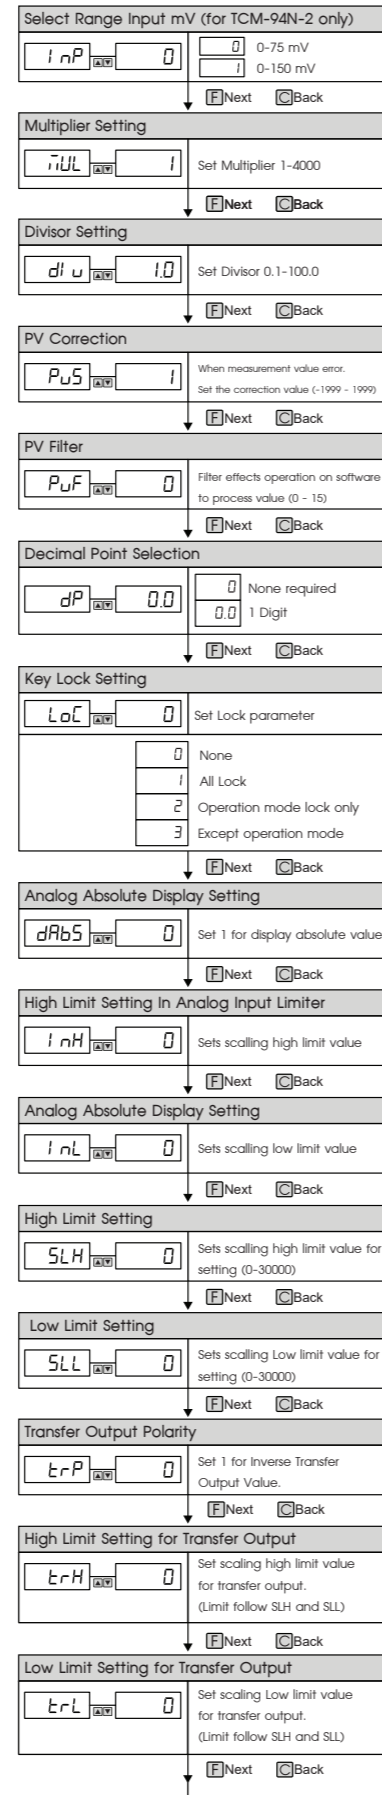 Select Range Input mV (for TCM-94N-2 only)
InP 0
0 0-75 mV
1 0-150 mV
F Next C Back
Multiplier Setting
MUL 1 Set Multiplier 1-4000
F Next C Back
Divisor Setting
dIv 1.0 Set Divisor 0.1-100.0
F Next C Back
PV Correction
PvS 1
When measurement value error.
Set the correction value (-1999 - 1999)
F Next C Back
PV Filter
PvF 0
Filter effects operation on software
to process value (0 - 15)
F Next C Back
Decimal Point Selection
dP 0.0
0 None required
0.0 1 Digit
F Next C Back
Key Lock Setting
LoC 0 Set Lock parameter
0 None
1 All Lock
2 Operation mode lock only
3 Except operation mode
F Next C Back
Analog Absolute Display Setting
dAbS 0 Set 1 for display absolute value
F Next C Back
High Limit Setting In Analog Input Limiter
InH 0 Sets scalling high limit value
F Next C Back
Analog Absolute Display Setting
InL 0 Sets scalling low limit value
F Next C Back
High Limit Setting
SLH 0
Sets scalling high limit value for
setting (0-30000)
F Next C Back
Low Limit Setting
SLL 0
Sets scalling Low limit value for
setting (0-30000)
F Next C Back
Transfer Output Polarity
trP 0
Set 1 for Inverse Transfer
Output Value.
F Next C Back
High Limit Setting for Transfer Output
trH 0
Set scaling high limit value
for transfer output.
(Limit follow SLH and SLL)
F Next C Back
Low Limit Setting for Transfer Output
trL 0
Set scaling Low limit value
for transfer output.
(Limit follow SLH and SLL)
F Next C Back